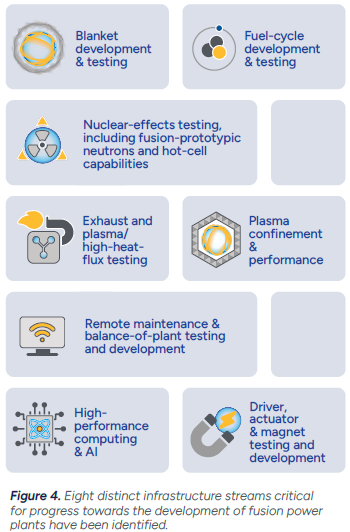 Blanket
development
& testing
Fuel-cycle
development
& testing
Nuclear-effects testing,
including fusion-prototypic
neutrons and hot-cell
capabilities
Exhaust and
plasma/
high-heat-
flux testing
Plasma
confinement
&
performance
Remote maintenance &
balance-of-plant testing
and development
High-
performance
computing
& AI
Driver,
actuator
& magnet
testing and
development
Figure 4. Eight distinct infrastructure streams critical
for progress towards the development of fusion power
plants have been identified.